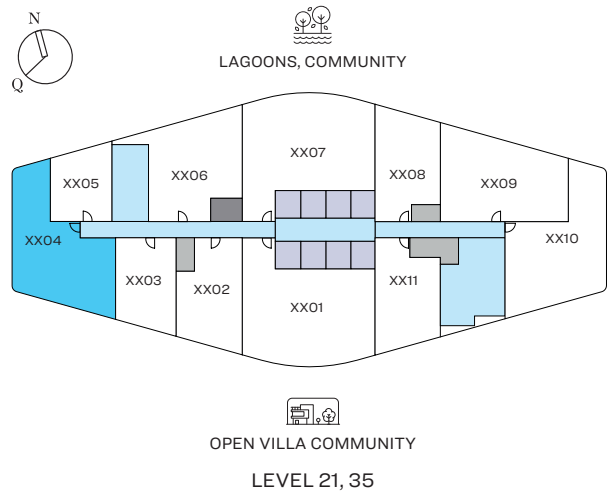 N
Q
LAGOONS, COMMUNITY
XX07
XX05
XX06
XX08
XX09
XX04
XX10
XX03
XX02
XX01
XX11
OPEN VILLA COMMUNITY
LEVEL 21, 35